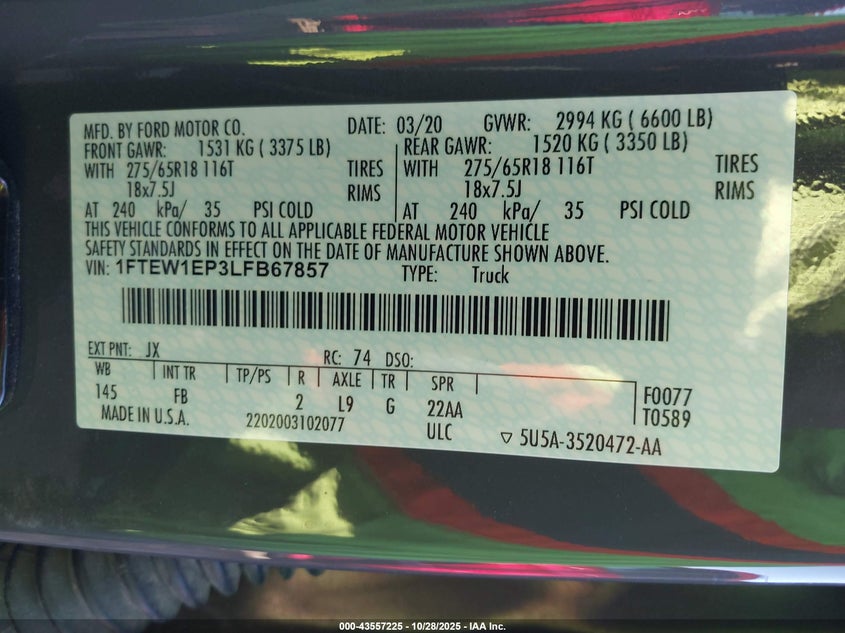 MFD. BY FORD MOTOR CO. DATE: 03/20 GVWR: 2994 KG ( 6600 LB)
FRONT GAWR: 1531 KG ( 3375 LB) REAR GAWR: 1520 KG ( 3350 LB)
WITH 275/65R18 116T TIRES WITH 275/65R18 116T TIRES
18x7.5J RIMS 18x7.5J RIMS
AT 240 kPa/ 35 PSI COLD AT 240 kPa/ 35 PSI COLD
THIS VEHICLE CONFORMS TO ALL APPLICABLE FEDERAL MOTOR VEHICLE
SAFETY STANDARDS IN EFFECT ON THE DATE OF MANUFACTURE SHOWN ABOVE.
VIN: 1FTEW1EP3LFB67857 TYPE: Truck
EXT PNT: JX RC: 74 DSO:
WB INT TR TP/PS R AXLE TR SPR
145 FB 2 L9 G 22AA F0077
MADE IN U.S.A. 2202003102077 ULC T0589
▽ 5U5A-3520472-AA
000-43557225 - 10/28/2025 - IAA Inc.